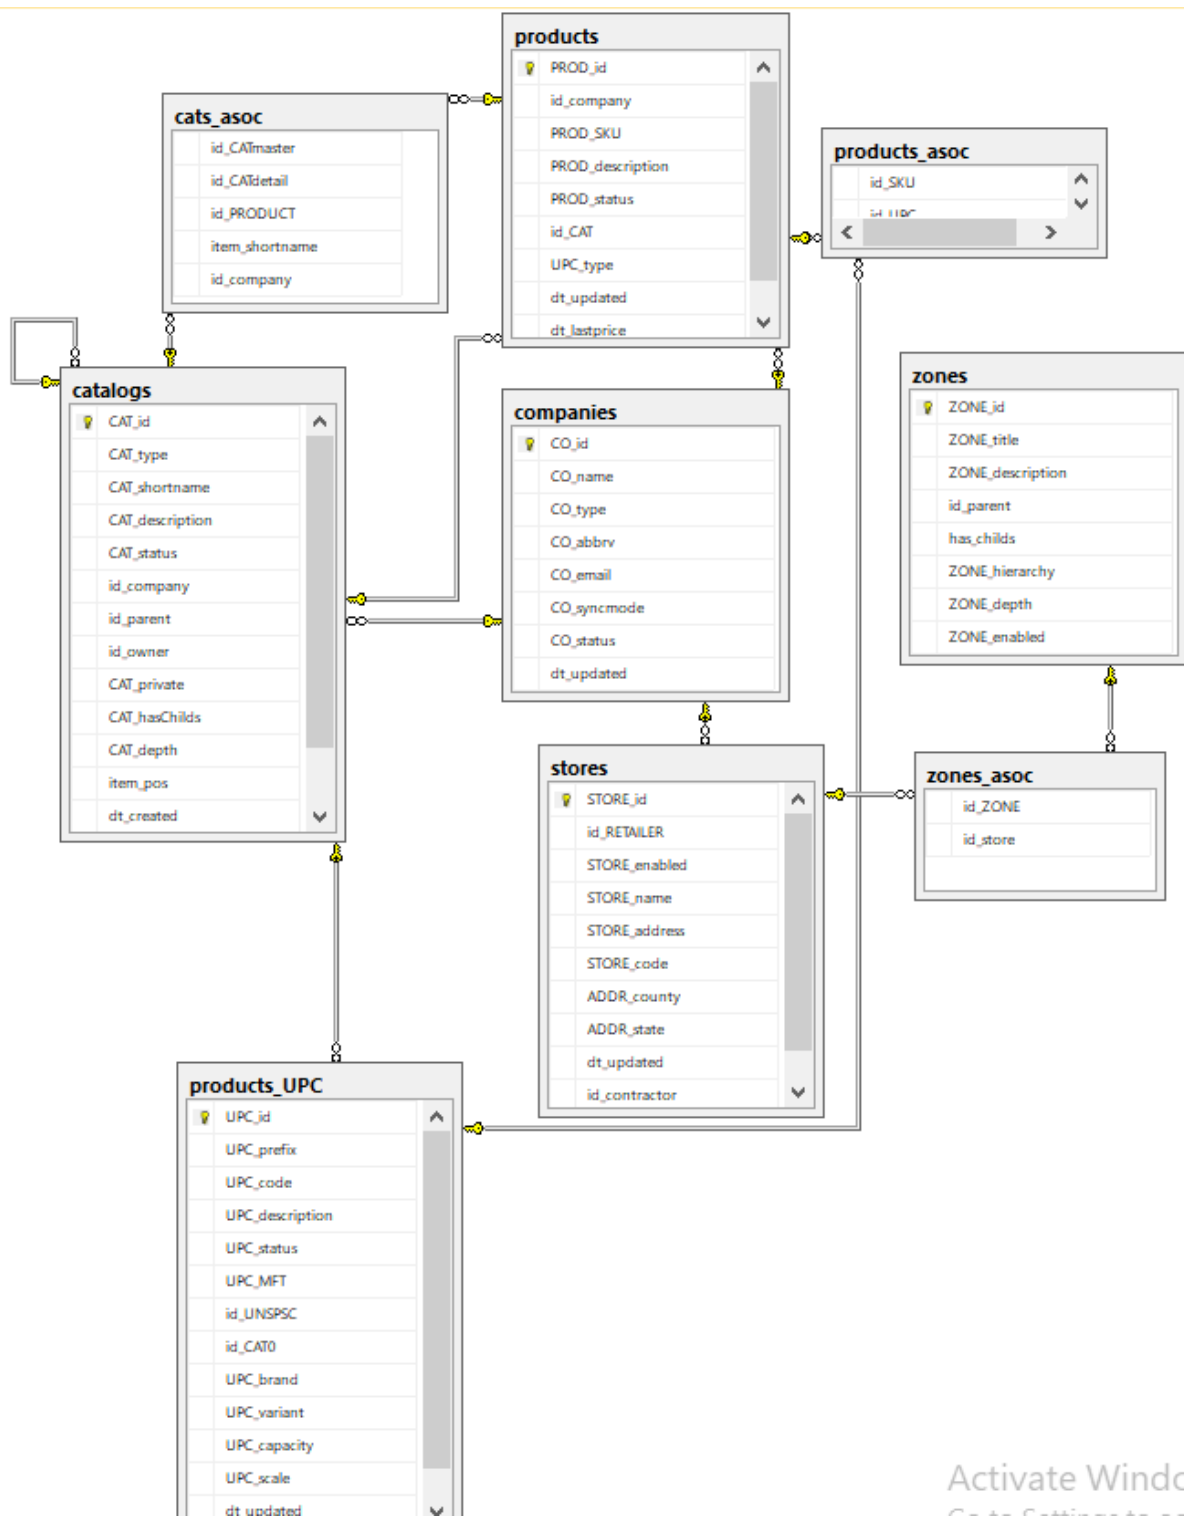 products
PROD_id
id_company
PROD_SKU
PROD_description
PROD_status
id_CAT
UPC_type
dt_updated
dt_lastprice
cats_asoc
id_CATmaster
id_CATdetail
id_PRODUCT
item_shortname
id_company
products_asoc
id_SKU
id_UPC
catalogs
CAT_id
CAT_type
CAT_shortname
CAT_description
CAT_status
id_company
id_parent
id_owner
CAT_private
CAT_hasChilds
CAT_depth
item_pos
dt_created
companies
CO_id
CO_name
CO_type
CO_abbrv
CO_email
CO_syncmode
CO_status
dt_updated
zones
ZONE_id
ZONE_title
ZONE_description
id_parent
has_childs
ZONE_hierarchy
ZONE_depth
ZONE_enabled
stores
STORE_id
id_RETAILER
STORE_enabled
STORE_name
STORE_address
STORE_code
ADDR_county
ADDR_state
dt_updated
id_contractor
zones_asoc
id_ZONE
id_store
products_UPC
UPC_id
UPC_prefix
UPC_code
UPC_description
UPC_status
UPC_MFT
id_UNSPSC
id_CAT0
UPC_brand
UPC_variant
UPC_capacity
UPC_scale
dt_updated
Activate Windo